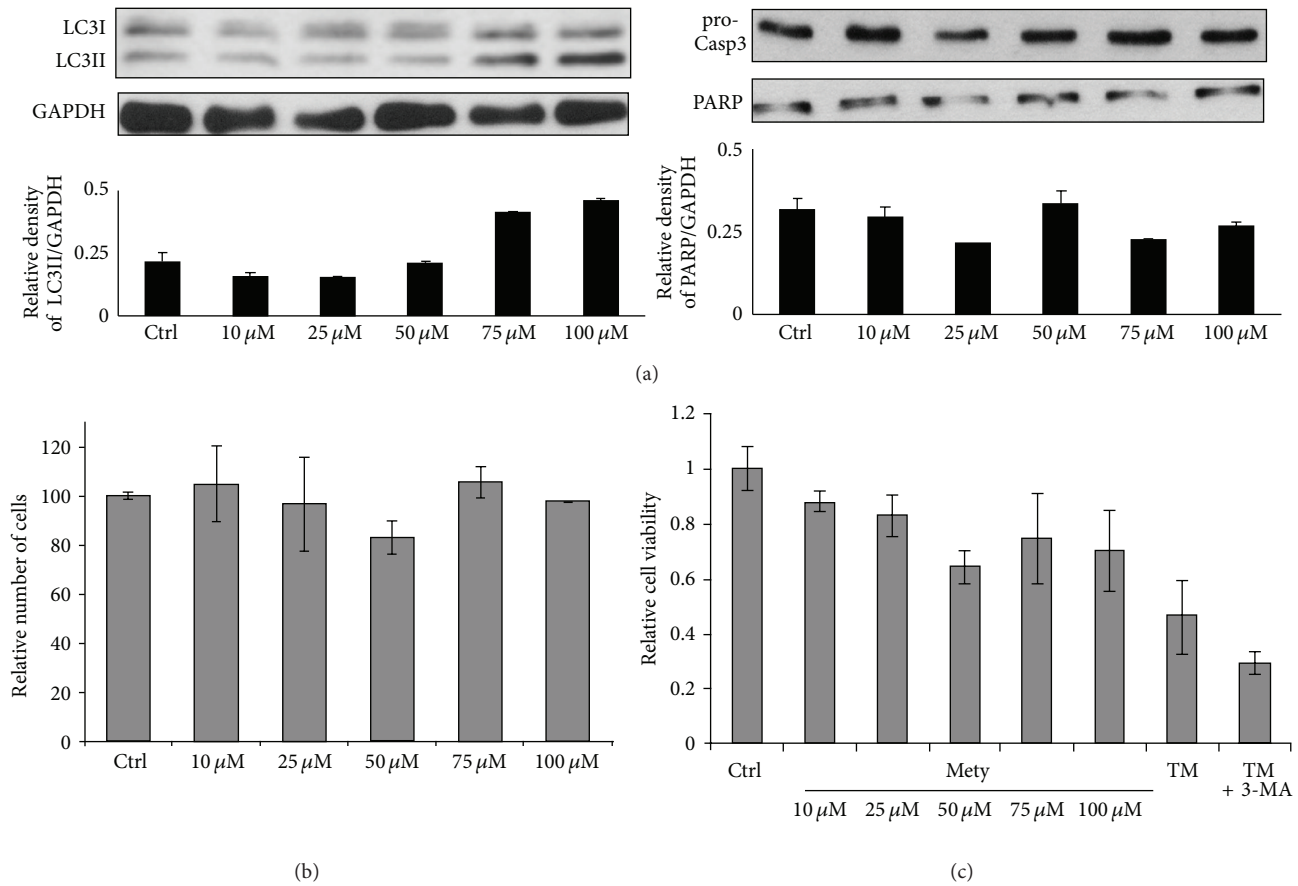 LC3I
LC3II
GAPDH
Relative density
of LC3II/GAPDH
0.5
0.25
0
Ctrl 10 μM 25 μM 50 μM 75 μM 100 μM
pro-
Casp3
PARP
Relative density
of PARP/GAPDH
0.5
0.25
0
Ctrl 10 μM 25 μM 50 μM 75 μM 100 μM
(a)
Relative number of cells
120
100
80
60
40
20
0
Ctrl 10 μM 25 μM 50 μM 75 μM 100 μM
(b)
Relative cell viability
1.2
1
0.8
0.6
0.4
0.2
0
Ctrl Mety TM TM
+ 3-MA
10 μM 25 μM 50 μM 75 μM 100 μM
(c)